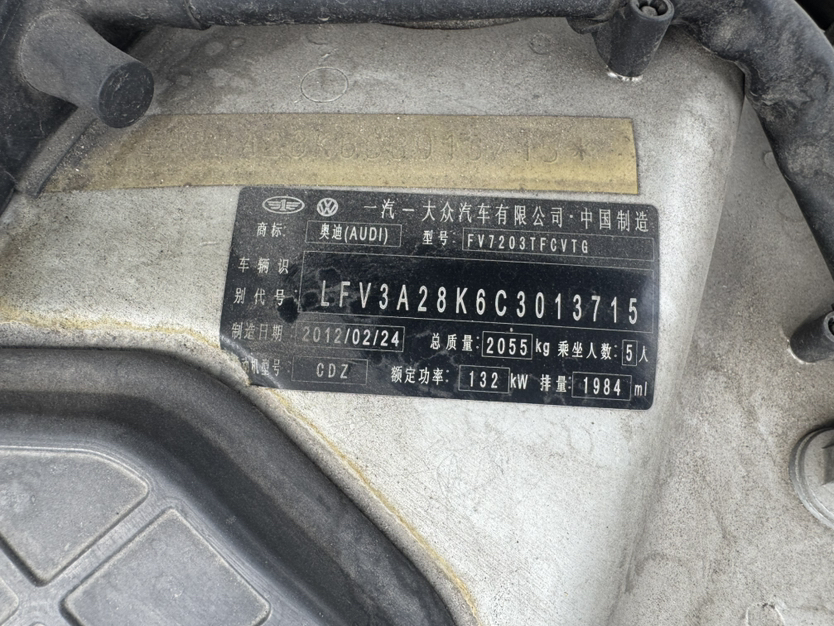 一汽一大众汽车有限公司·中国制造
商标: 奥迪(AUDI) 型号: FV7203TFCVTG
车辆识
别代号: LFV3A28K6C3013715
制造日期: 2012/02/24 总质量: 2055 kg 乘坐人数: 5 人
机型号: CDZ 额定功率: 132 kW 排量: 1984 ml